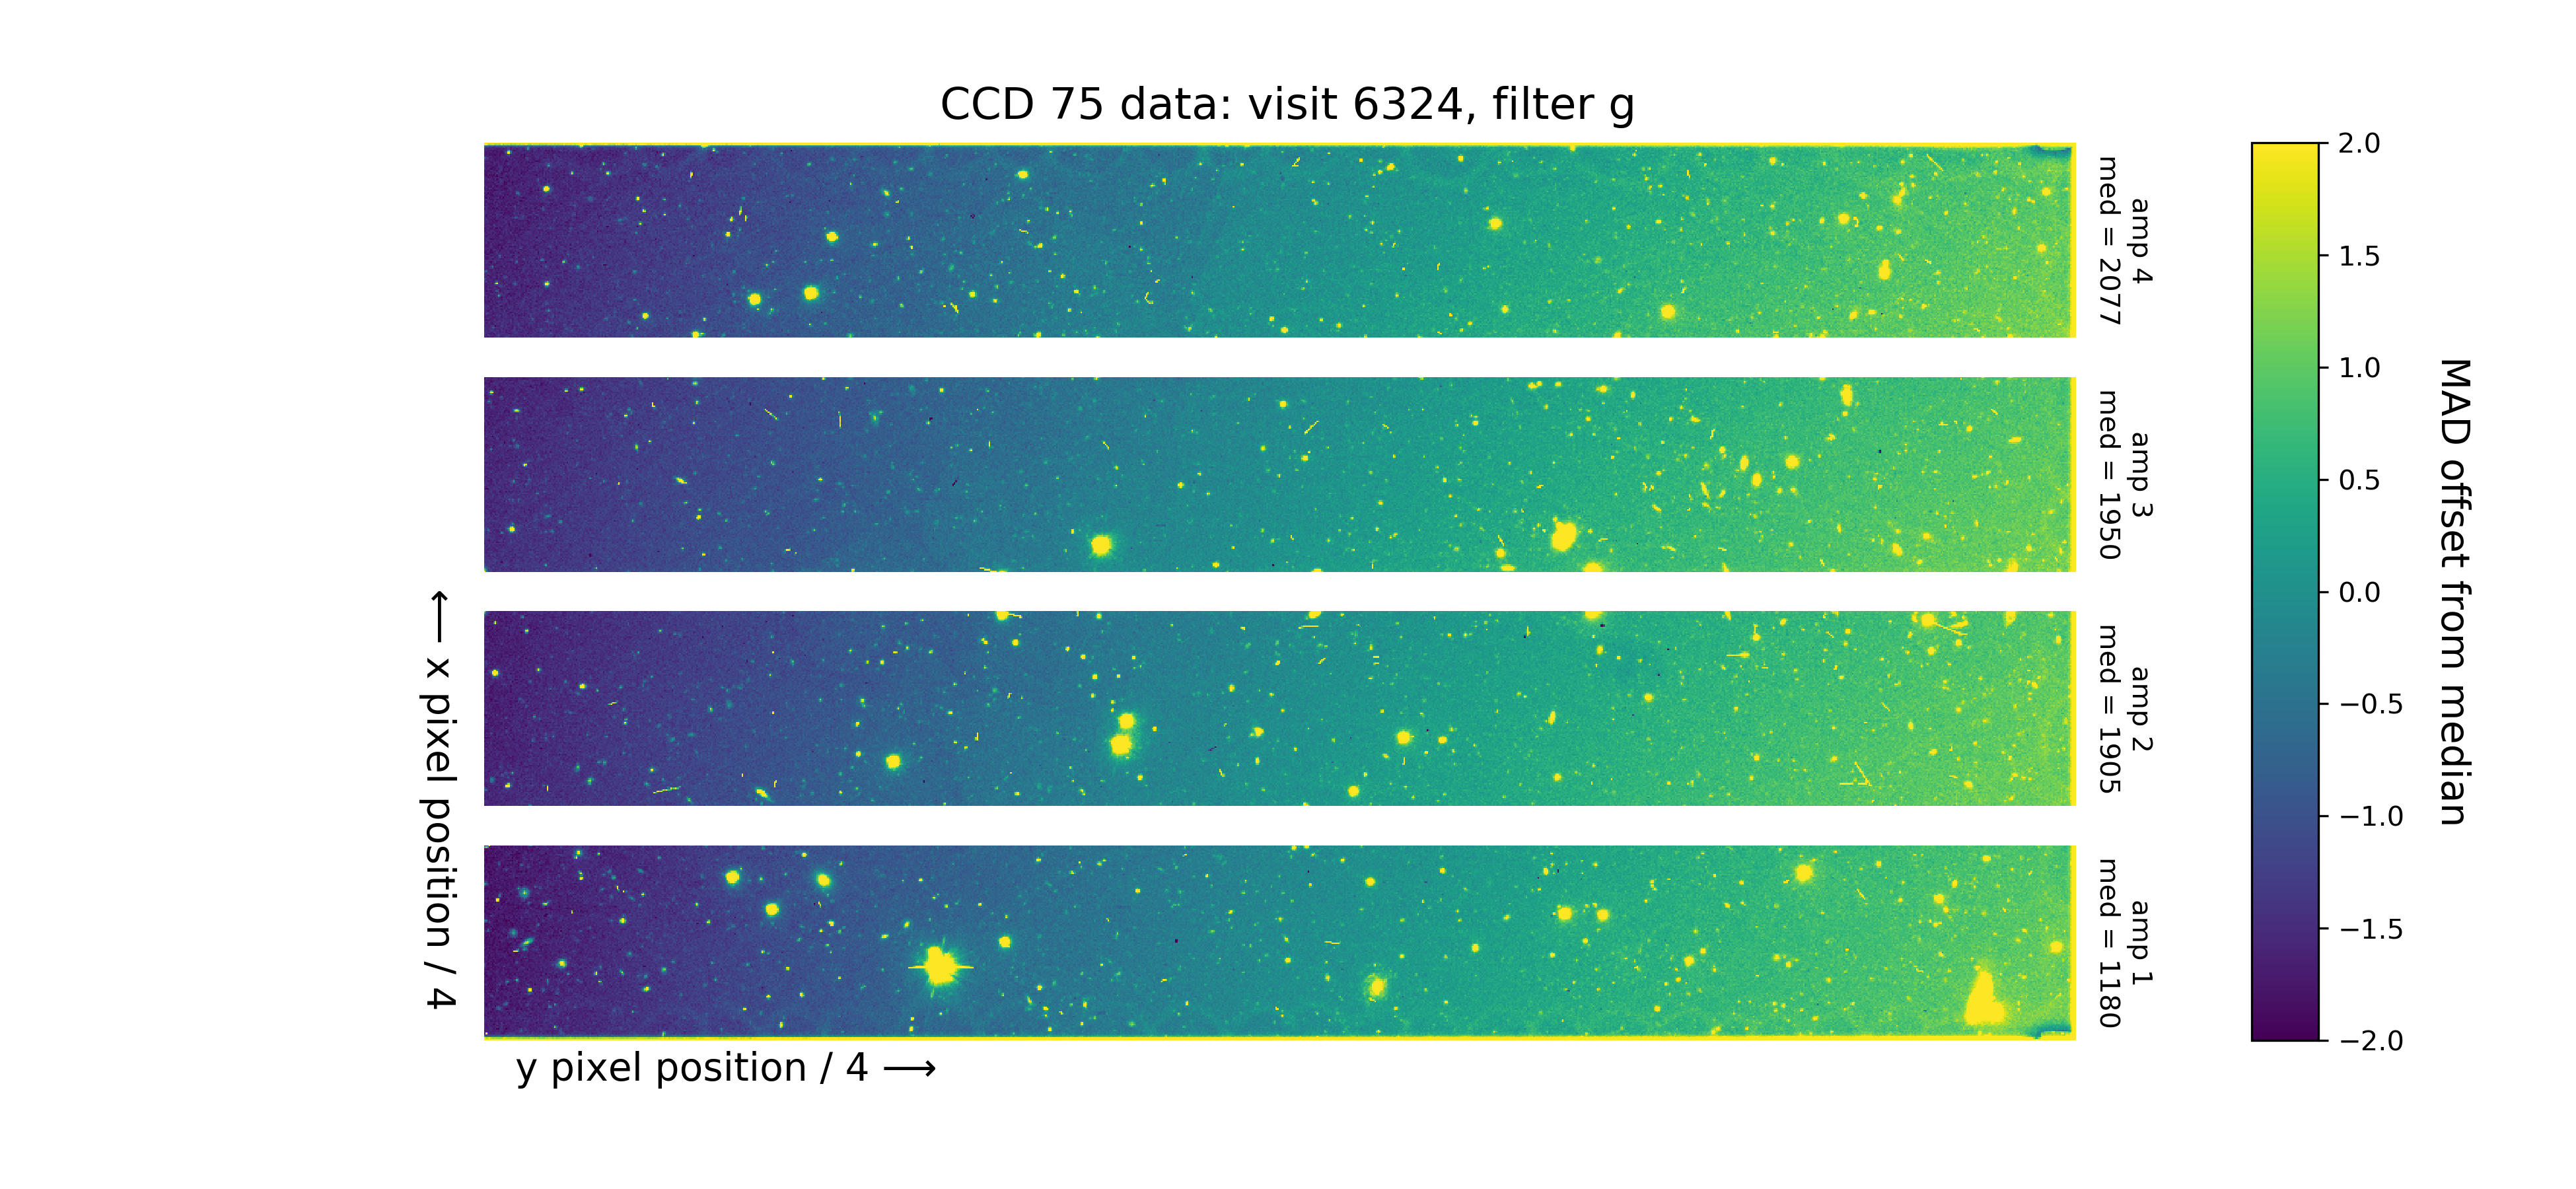 CCD 75 data: visit 6324, filter g
amp 4
med = 2077
amp 3
med = 1950
amp 2
med = 1905
amp 1
med = 1180
⟵ x pixel position / 4
y pixel position / 4 ⟶
2.0
1.5
1.0
0.5
0.0
−0.5
−1.0
−1.5
−2.0
MAD offset from median